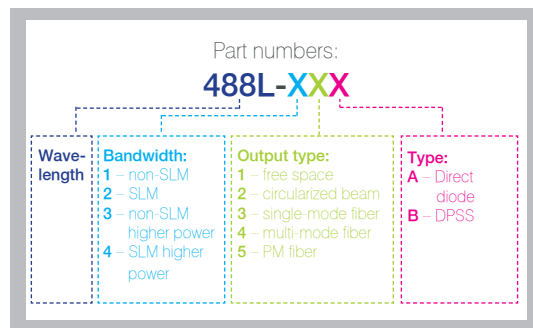 Part numbers:
488L-XXX
Wave-
length
Bandwidth:
1 – non-SLM
2 – SLM
3 – non-SLM
higher power
4 – SLM higher
power
Output type:
1 – free space
2 – circularized beam
3 – single-mode fiber
4 – multi-mode fiber
5 – PM fiber
Type:
A – Direct
diode
B – DPSS